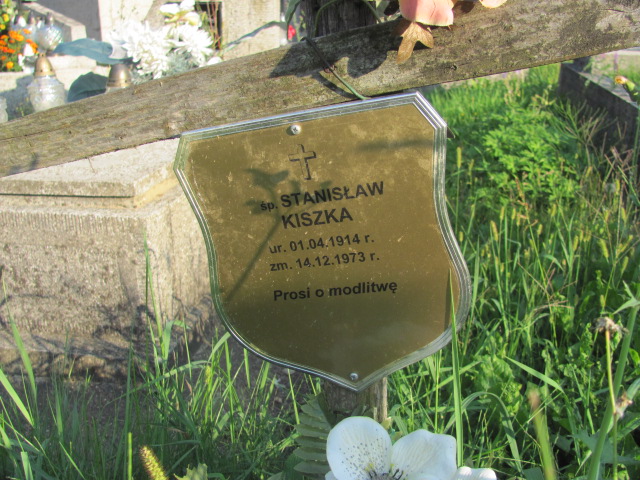 śp. STANISŁAW
KISZKA
ur. 01.04.1914 r.
zm. 14.12.1973 r.
Prosi o modlitwę